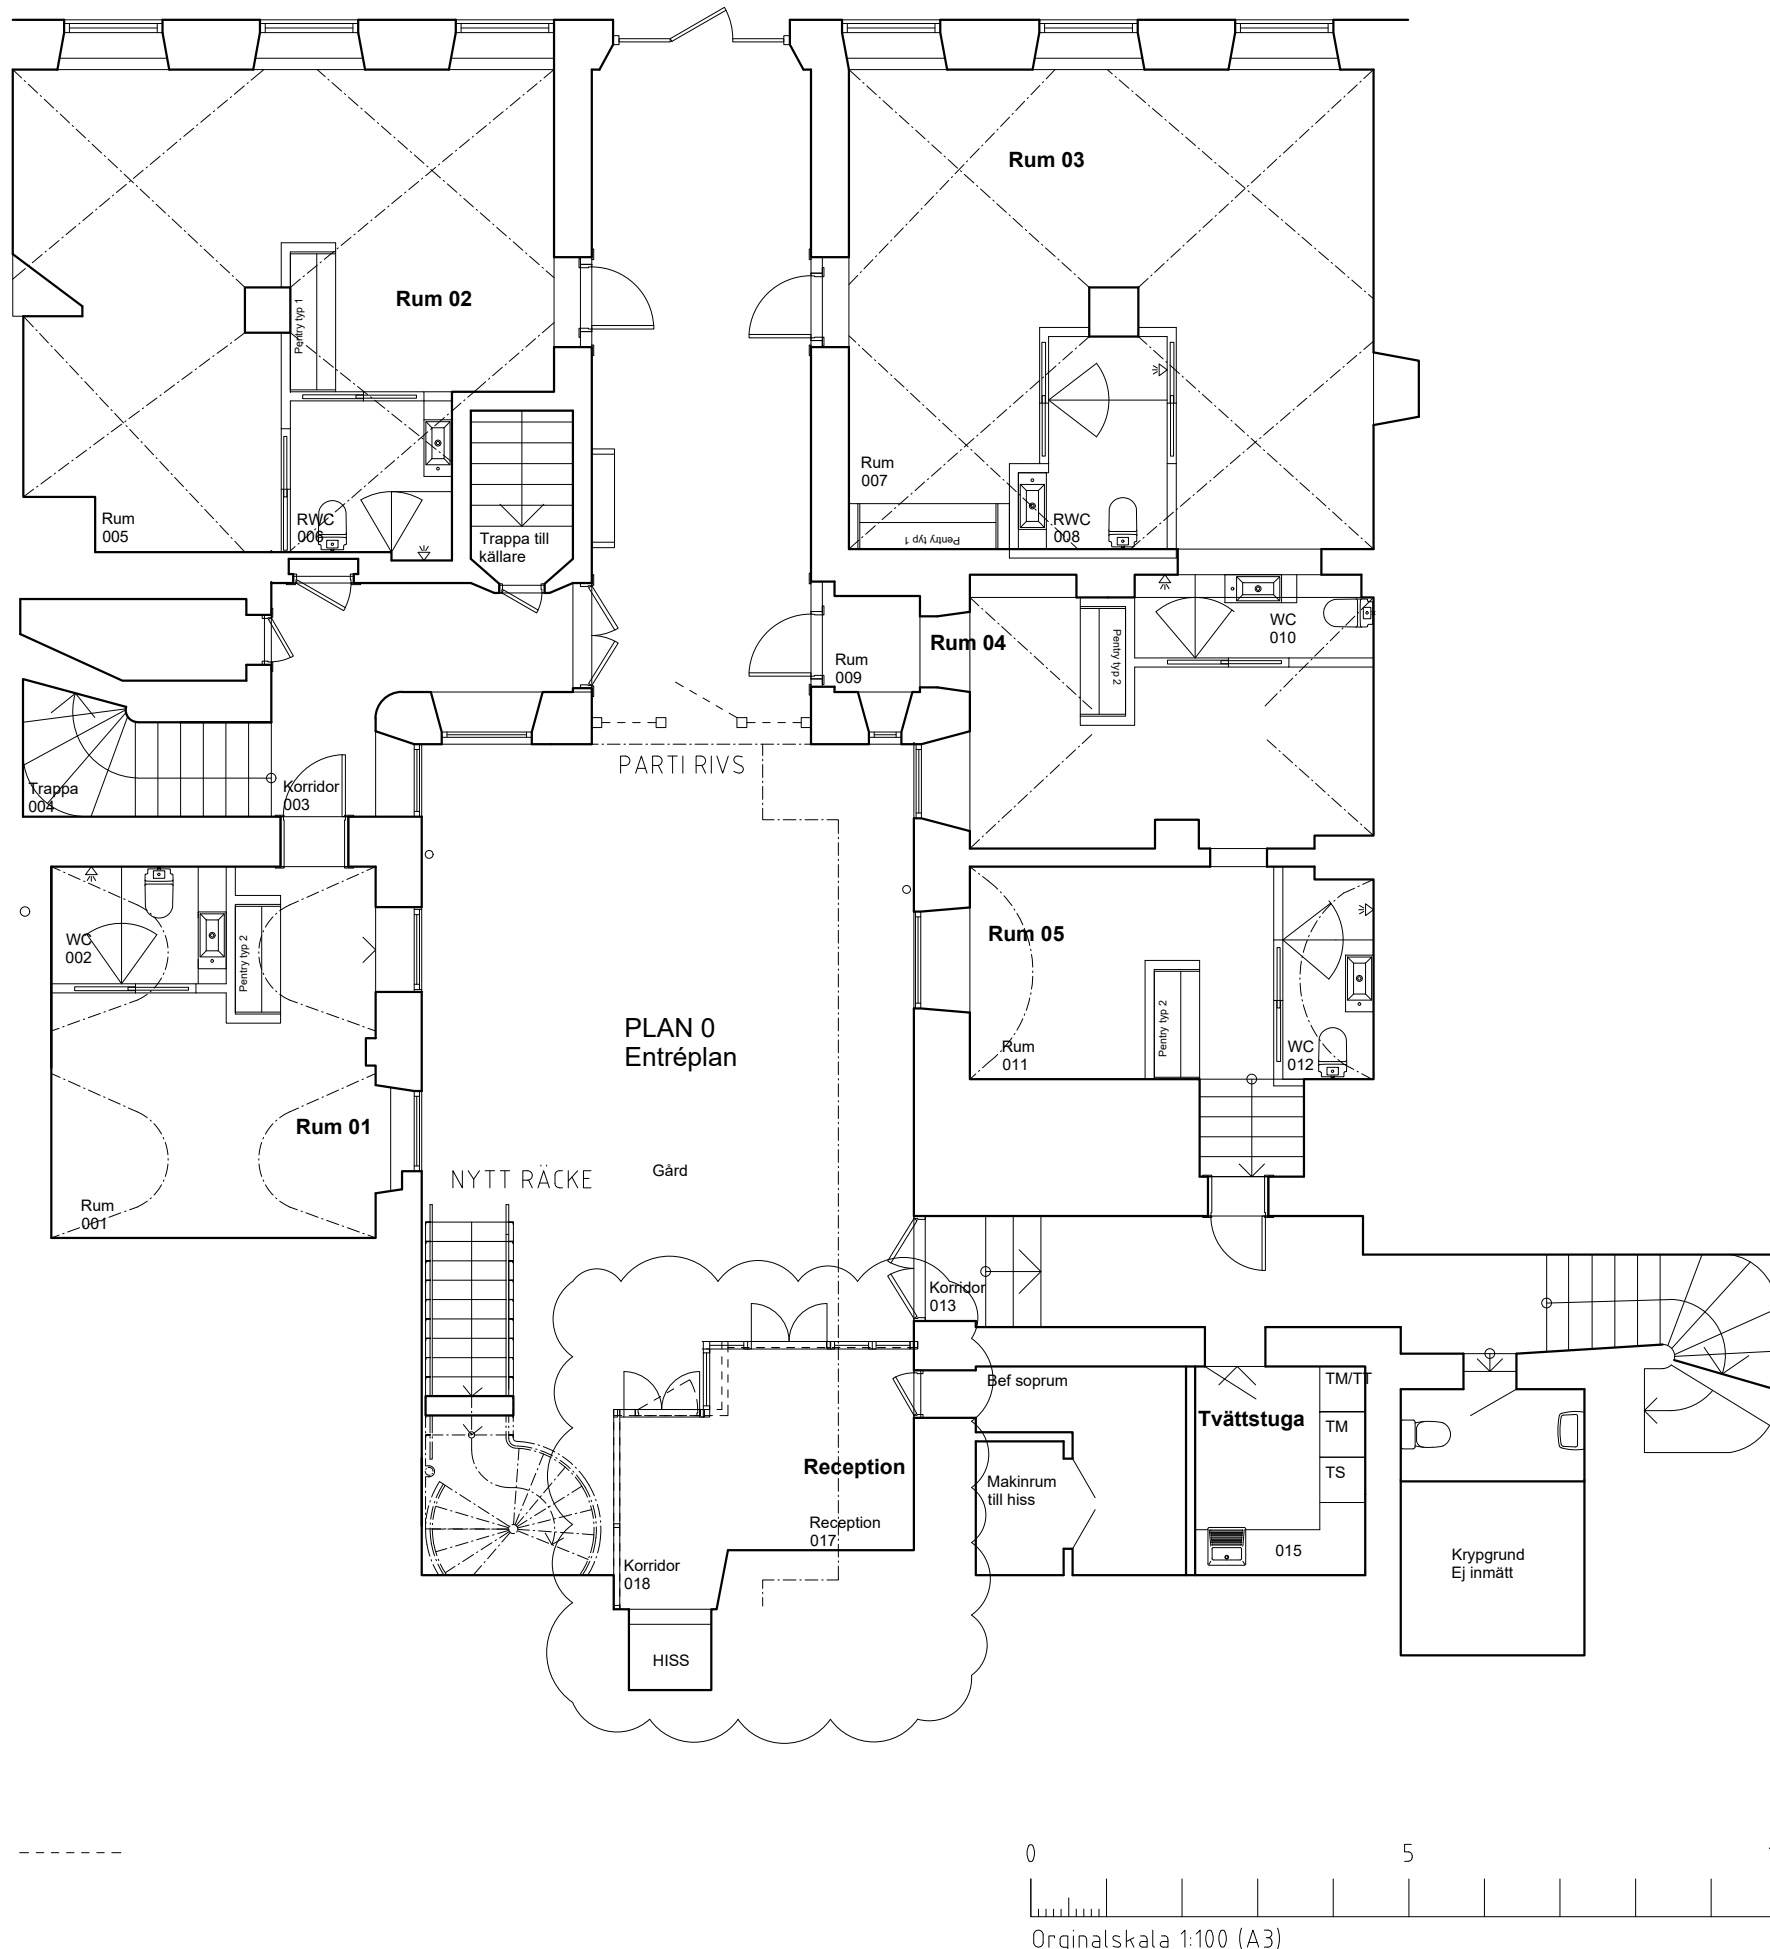 Rum 03
Rum 02
Pentry typ 1
Rum
005
RWC
006
Trappa till
källare
Rum
007
Pentry typ 1
RWC
008
Rum 04
Rum
009
Pentry typ 2
WC
010
PARTI RIVS
Trappa
004
Korridor
003
WC
002
Pentry typ 2
Rum 05
Rum
011
Pentry typ 2
WC
012
PLAN 0
Entréplan
Rum 01
Rum
001
NYTT RÄCKE
Gård
Korridor
013
Bef soprum
TM/TT
Tvättstuga
TM
TS
Reception
Makinrum
till hiss
Reception
017
015
Korridor
018
Krypgrund
Ej inmätt
HISS
0
5
Orginalskala 1:100 (A3)